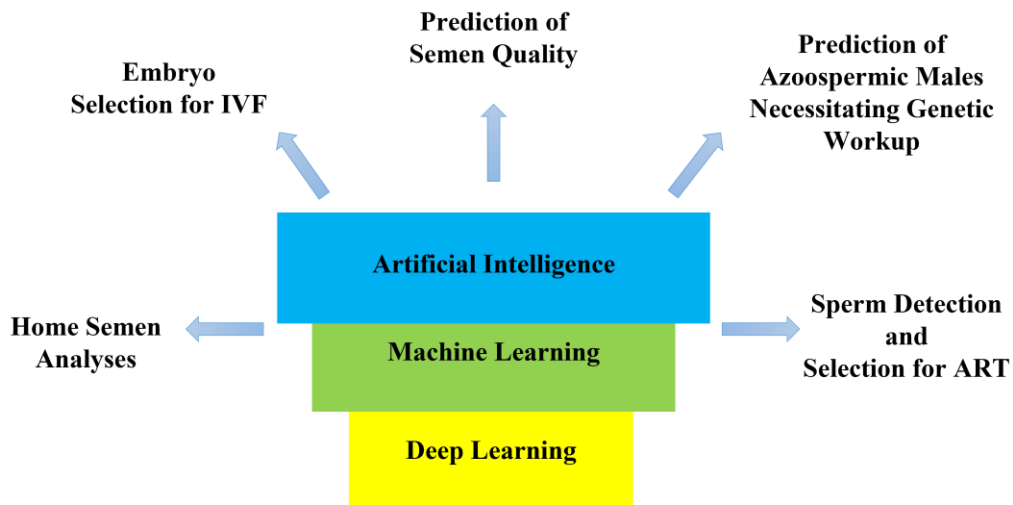 Prediction of
Semen Quality
Embryo
Selection for IVF
Prediction of
Azoospermic Males
Necessitating Genetic
Workup
Artificial Intelligence
Home Semen
Analyses
Machine Learning
Sperm Detection
and
Selection for ART
Deep Learning